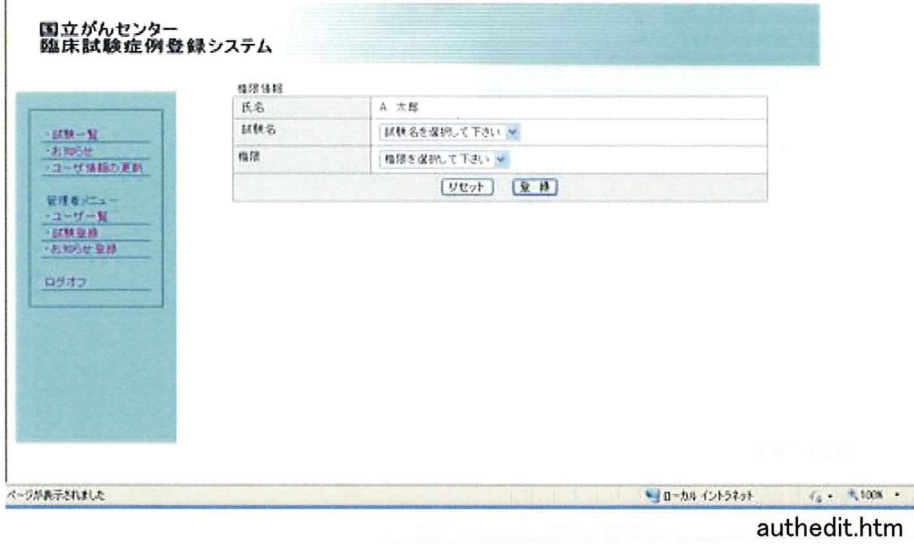 国立がんセンター
臨床試験症例登録システム
権限情報
氏名 A 太郎
試験名 試験名を選択して下さい
権限 権限を選択して下さい
リセット 登 録
・試験一覧
・お知らせ
・ユーザ情報の更新
管理者メニュー
・ユーザ一覧
・試験登録
・お知らせ登録
ログオフ
ページが表示されました ローカル イントラネット 100%
authedit.htm